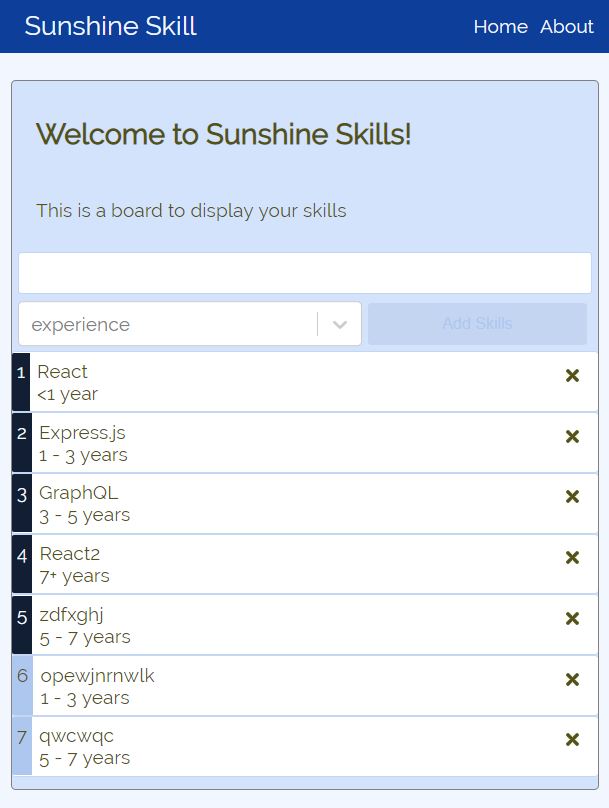 Sunshine Skill
Home About
Welcome to Sunshine Skills!
This is a board to display your skills
experience
Add Skills
1 React
<1 year
2 Express.js
1 - 3 years
3 GraphQL
3 - 5 years
4 React2
7+ years
5 zdfxghj
5 - 7 years
6 opewjnrnwlk
1 - 3 years
7 qwcwqc
5 - 7 years